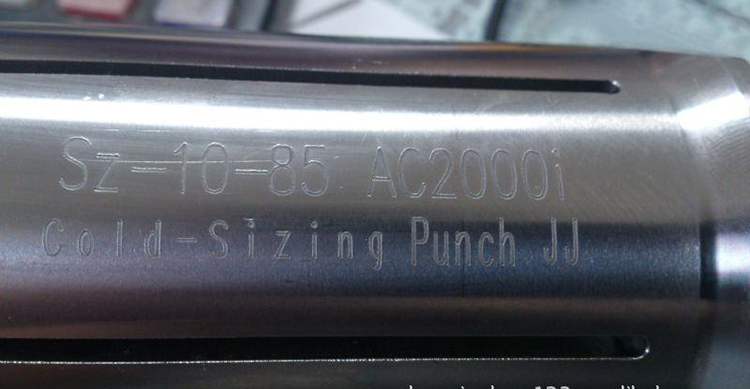 Sz-10-85 AC2000i
Cold-Sizing Punch JJ